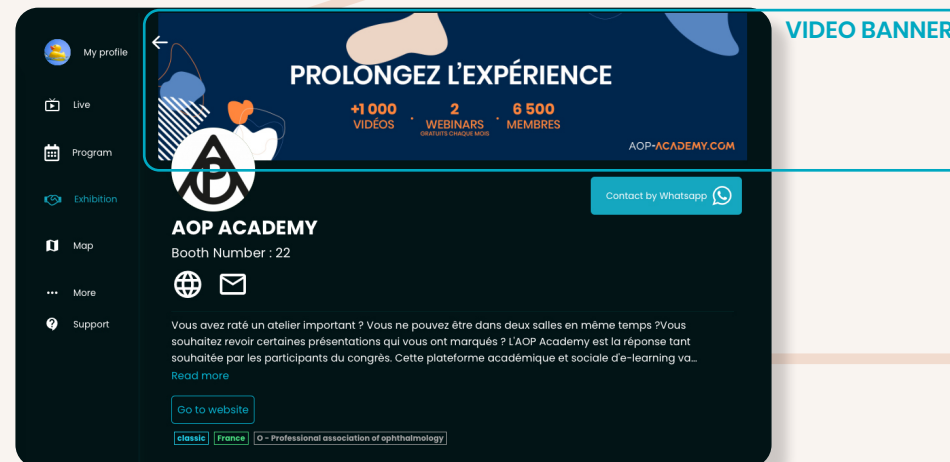 VIDEO BANNER
My profile
Live
Program
Exhibition
Map
More
Support
PROLONGEZ L'EXPÉRIENCE
+1 000
VIDÉOS
2
WEBINARS
GRATUITS CHAQUE MOIS
6 500
MEMBRES
AOP-ACADEMY.COM
AOP
Contact by Whatsapp
AOP ACADEMY
Booth Number : 22
Vous avez raté un atelier important ? Vous ne pouvez être dans deux salles en même temps ?Vous
souhaitez revoir certaines présentations qui vous ont marqués ? L'AOP Academy est la réponse tant
souhaitée par les participants du congrès. Cette plateforme académique et sociale d'e-learning va...
Read more
Go to website
classic
France
O - Professional association of ophthalmology